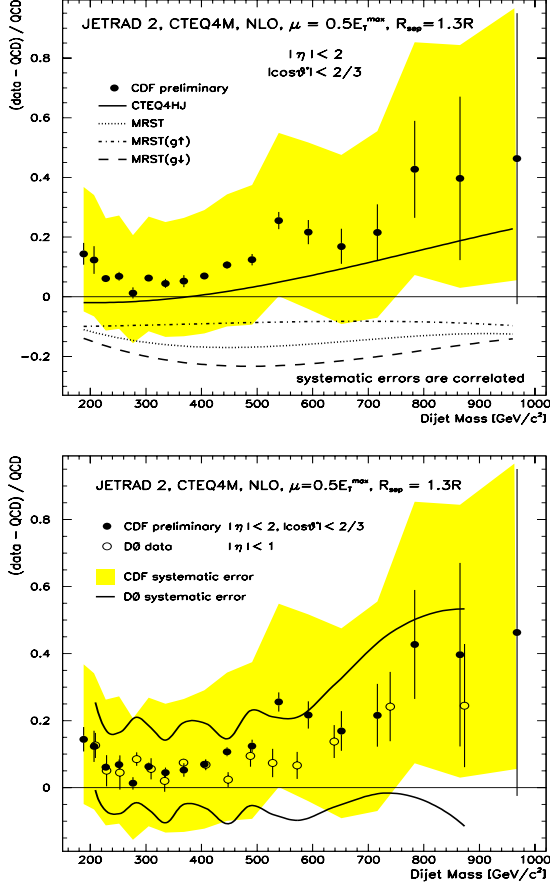 JETRAD 2, CTEQ4M, NLO, μ = 0.5E_T^max, R_sep=1.3R
|η|< 2
|cosϑ*|< 2/3
CDF preliminary
CTEQ4HJ
MRST
MRST(g↑)
MRST(g↓)
(data - QCD) / QCD
0.8
0.6
0.4
0.2
0
-0.2
systematic errors are correlated
200 300 400 500 600 700 800 900 1000
Dijet Mass [GeV/c²]
JETRAD 2, CTEQ4M, NLO, μ=0.5E_T^max, R_sep = 1.3R
CDF preliminary |η|< 2, |cosϑ*|< 2/3
DØ data |η|< 1
CDF systematic error
DØ systematic error
(data - QCD) / QCD
0.8
0.6
0.4
0.2
0
200 300 400 500 600 700 800 900 1000
Dijet Mass [GeV/c²]